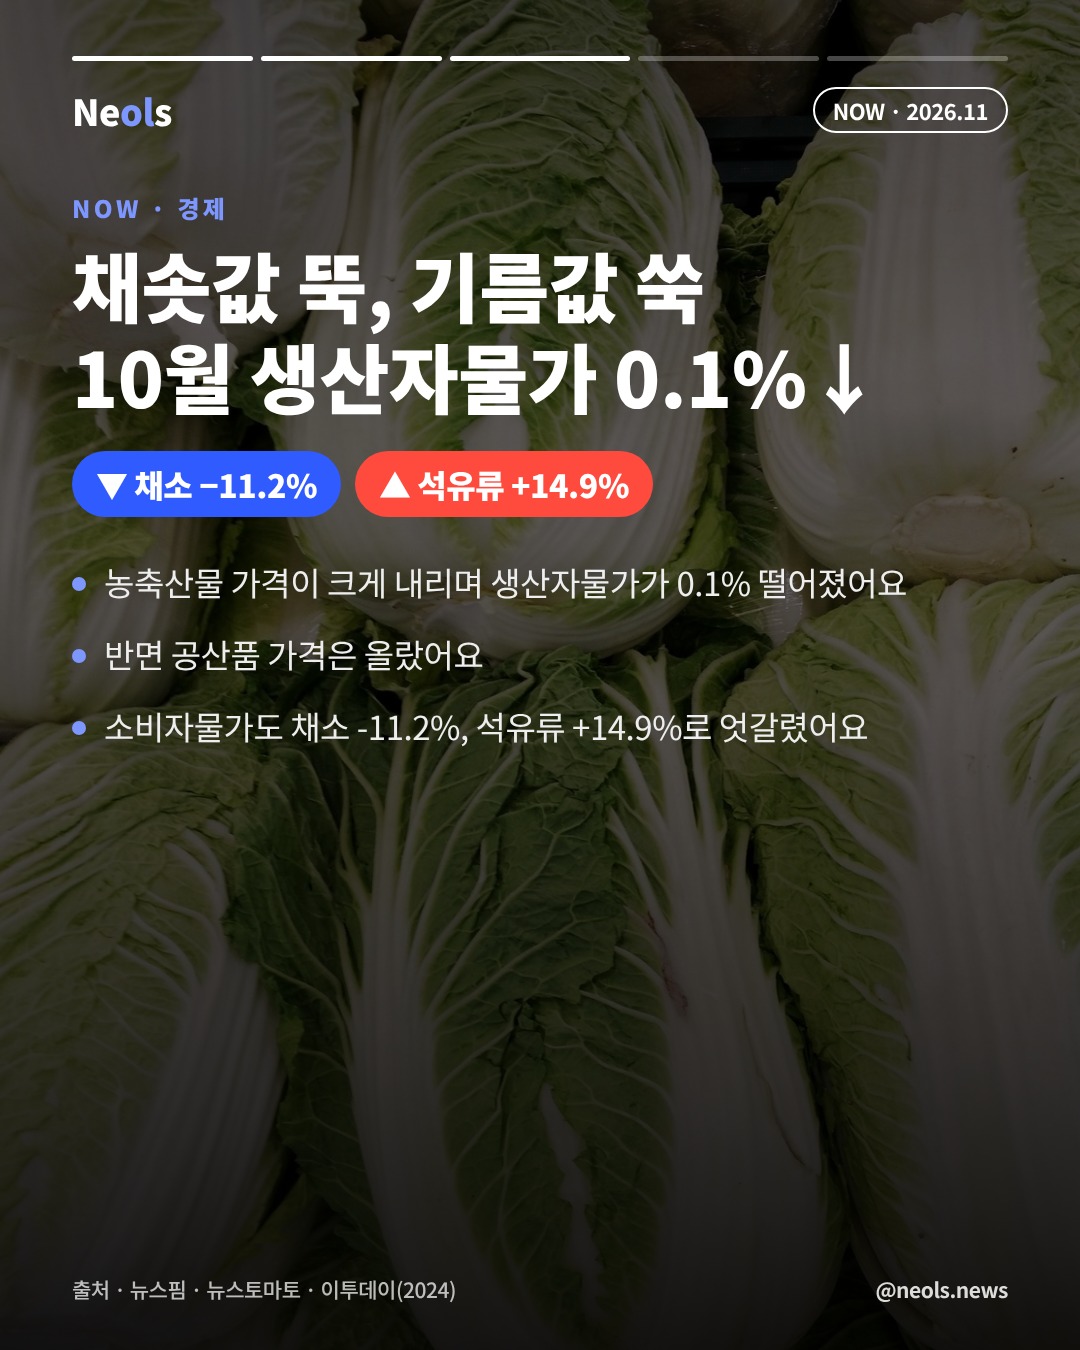 Neols
NOW · 2026.11
NOW · 경제
채솟값 뚝, 기름값 쑥
10월 생산자물가 0.1%↓
▼ 채소 −11.2%
▲ 석유류 +14.9%
농축산물 가격이 크게 내리며 생산자물가가 0.1% 떨어졌어요
반면 공산품 가격은 올랐어요
소비자물가도 채소 -11.2%, 석유류 +14.9%로 엇갈렸어요
출처 · 뉴스핌 · 뉴스토마토 · 이투데이(2024)
@neols.news